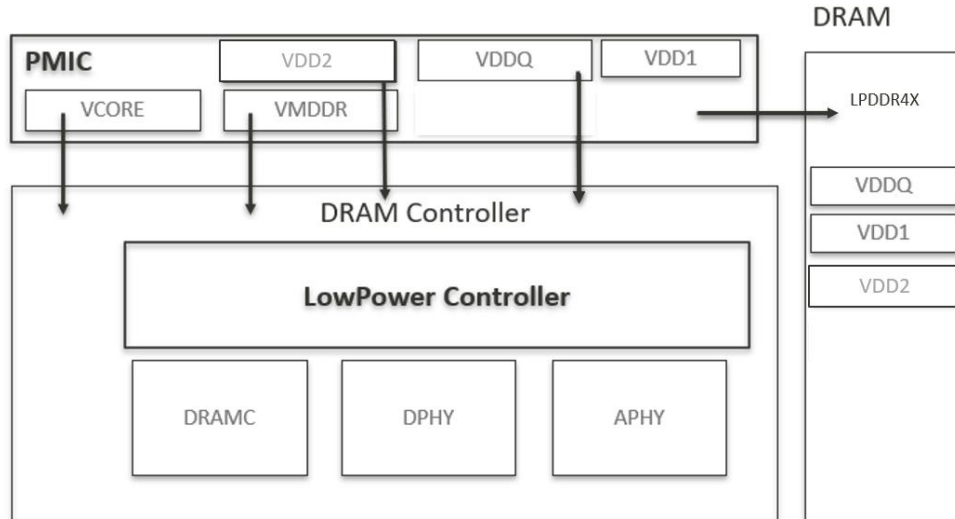 DRAM
PMIC
VDD2
VDDQ
VDD1
VCORE
VMDDR
LPDDR4X
VDDQ
VDD1
VDD2
DRAM Controller
LowPower Controller
DRAMC
DPHY
APHY